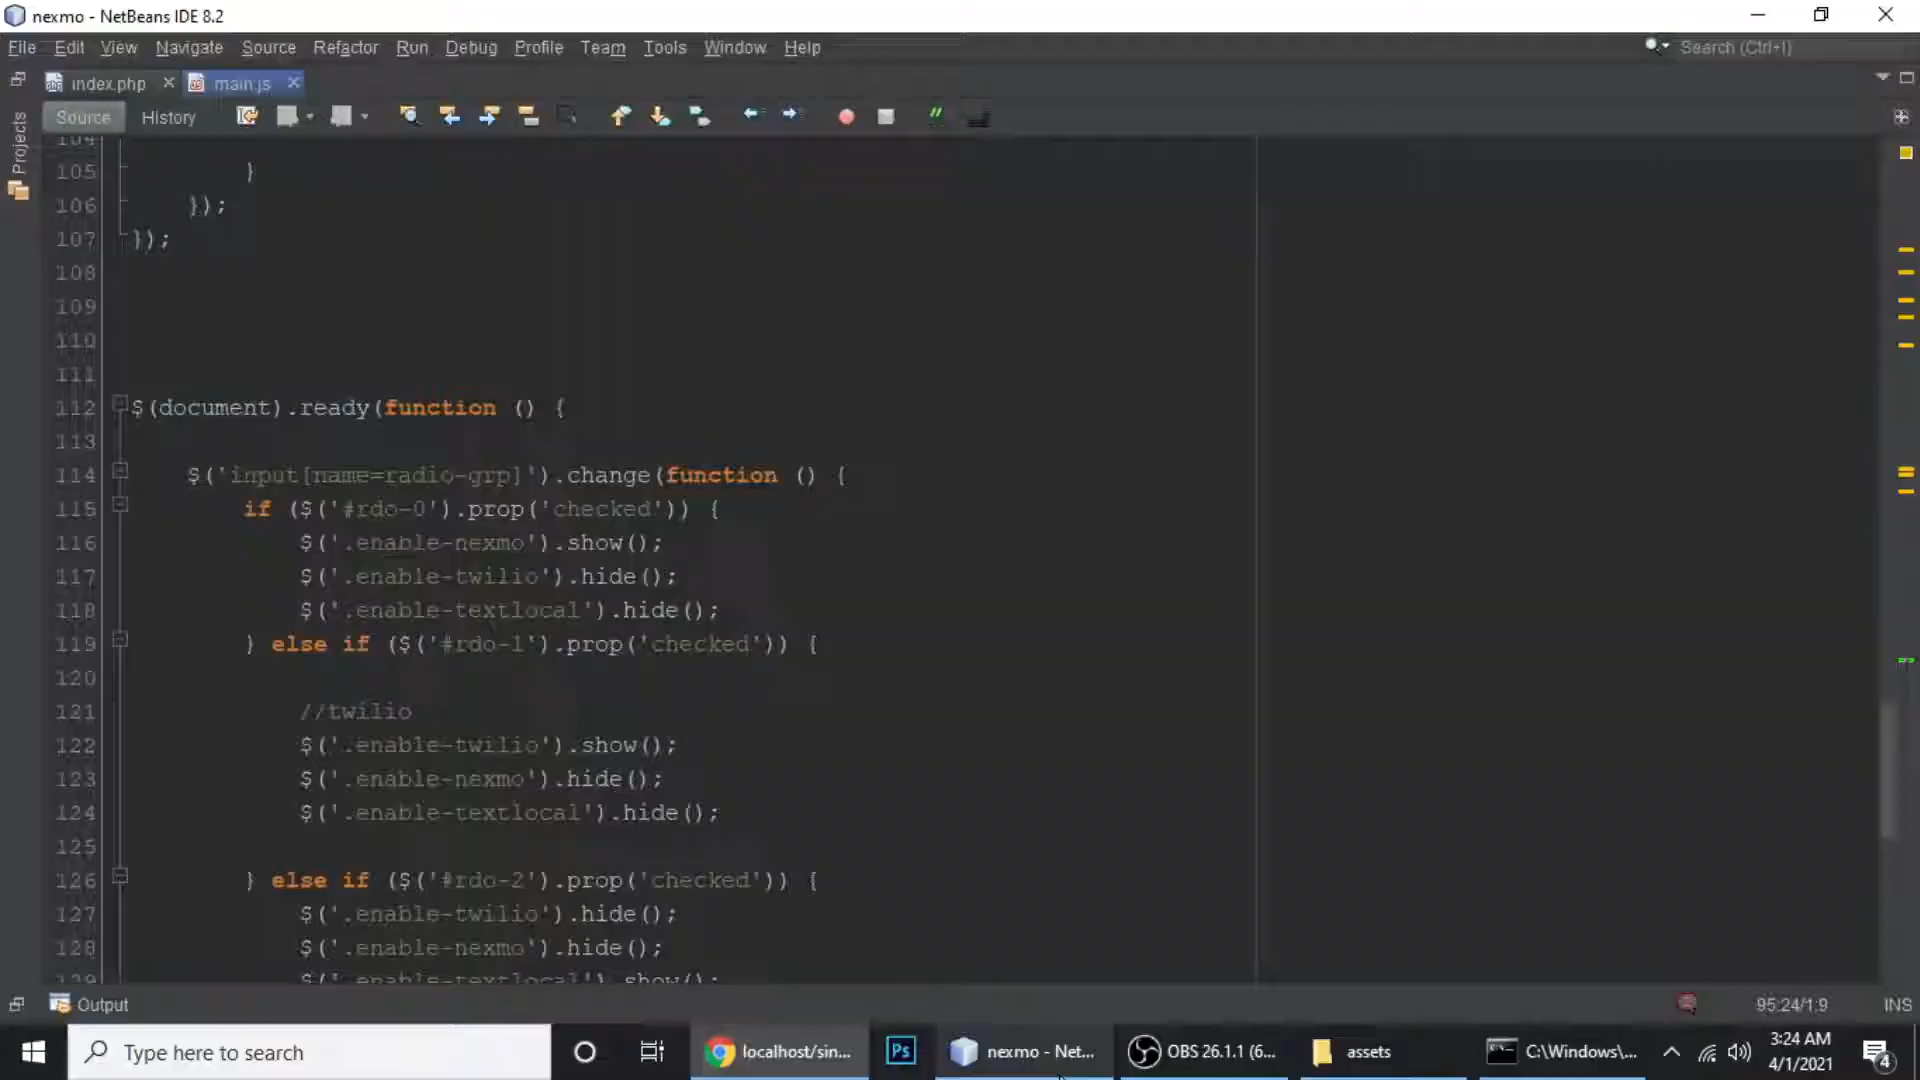 nexmo - NetBeans IDE 8.2
File Edit View Navigate Source Refactor Run Debug Profile Team Tools Window Help
Search (Ctrl+I)
index.php main.js
Source History
Projects
104
105 }
106 });
107 });
108
109
110
111
112 $(document).ready(function () {
113
114 $('input[name=radio-grp]').change(function () {
115 if ($('#rdo-0').prop('checked')) {
116 $('.enable-nexmo').show();
117 $('.enable-twilio').hide();
118 $('.enable-textlocal').hide();
119 } else if ($('#rdo-1').prop('checked')) {
120
121 //twilio
122 $('.enable-twilio').show();
123 $('.enable-nexmo').hide();
124 $('.enable-textlocal').hide();
125
126 } else if ($('#rdo-2').prop('checked')) {
127 $('.enable-twilio').hide();
128 $('.enable-nexmo').hide();
129 $('.enable-textlocal').show();
Output
95:24/1:9 INS
Type here to search
localhost/sin...
Ps
nexmo - Net...
OBS 26.1.1 (6...
assets
C:\Windows\...
3:24 AM
4/1/2021
4